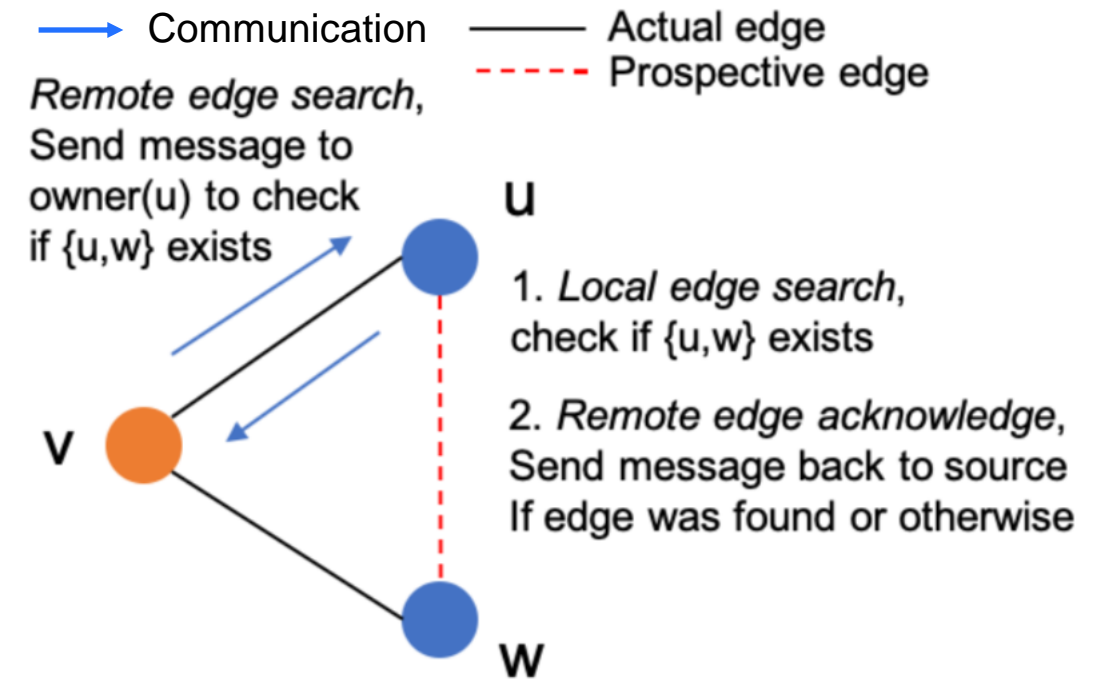 Communication
Actual edge
Prospective edge
Remote edge search,
Send message to
owner(u) to check
if {u,w} exists
u
1. Local edge search,
check if {u,w} exists
2. Remote edge acknowledge,
Send message back to source
If edge was found or otherwise
v
w